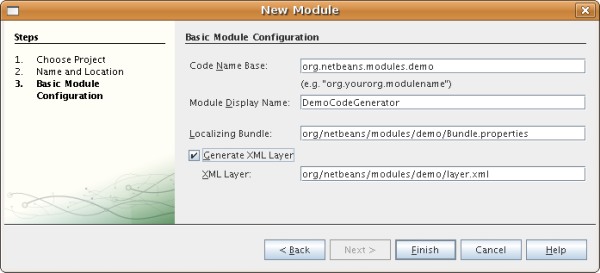 New Module
Steps
1. Choose Project
2. Name and Location
3. Basic Module
Configuration
Basic Module Configuration
Code Name Base: org.netbeans.modules.demo
(e.g. "org.yourorg.modulename")
Module Display Name: DemoCodeGenerator
Localizing Bundle: org/netbeans/modules/demo/Bundle.properties
Generate XML Layer
XML Layer: org/netbeans/modules/demo/layer.xml
< Back Next > Finish Cancel Help